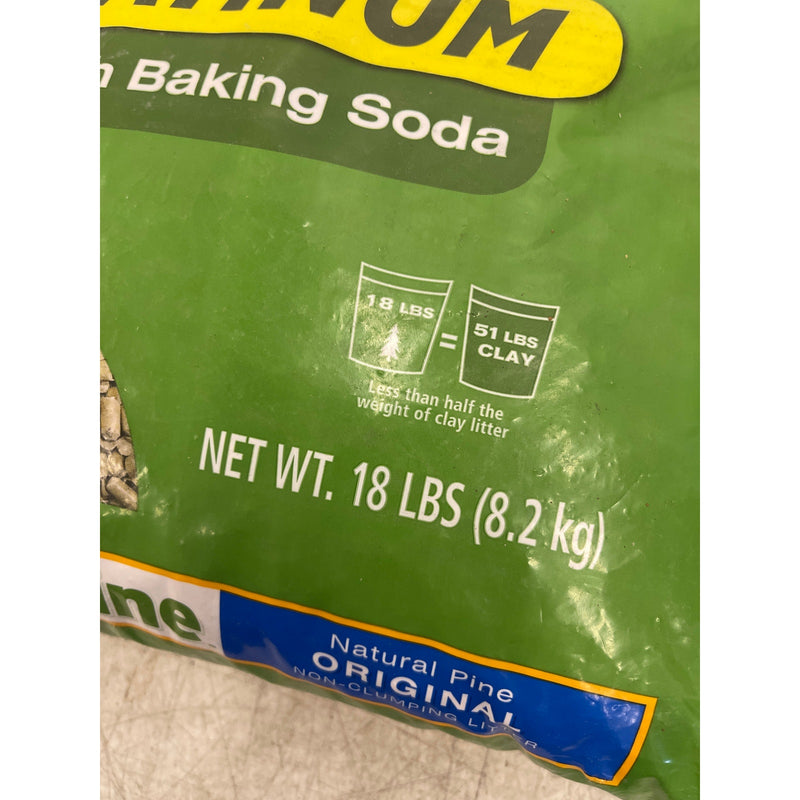 Baking Soda
18 LBS
=
51 LBS
CLAY
Less than half the
weight of clay litter
NET WT. 18 LBS (8.2 kg)
Natural Pine
ORIGINAL
NON-CLUMPING LITTER